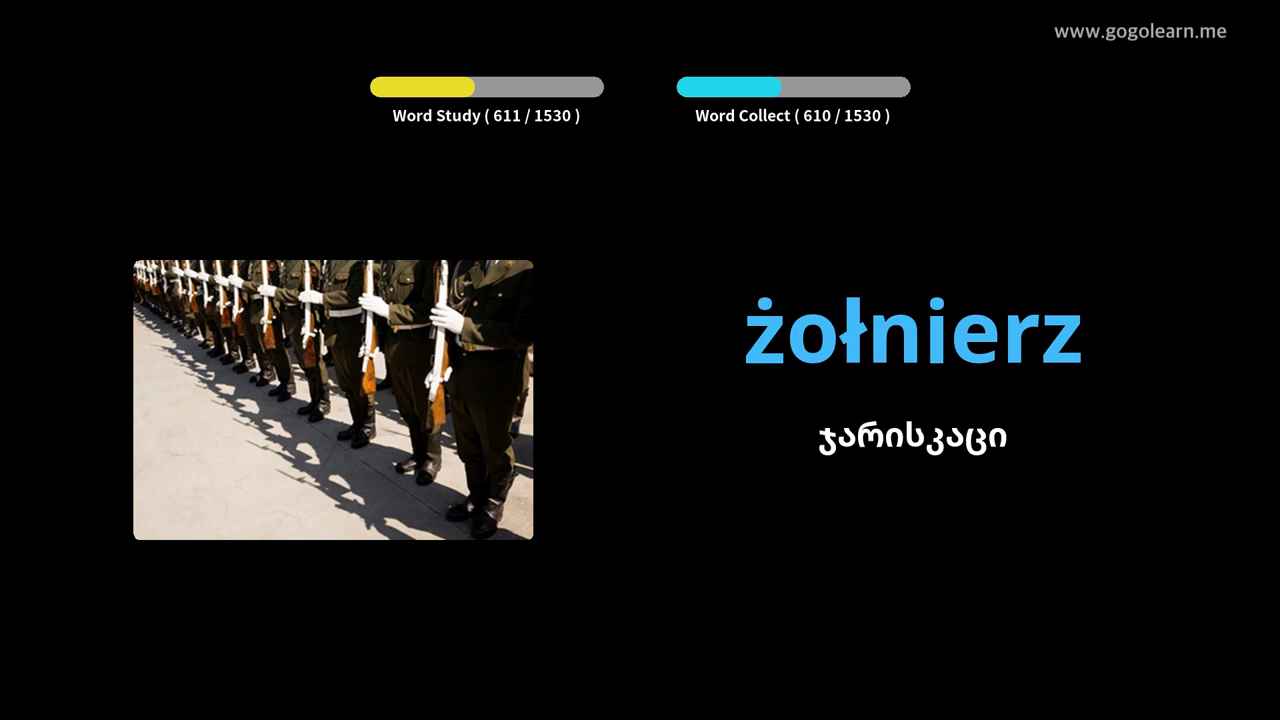 www.gogolearn.me
Word Study ( 611 / 1530 )
Word Collect ( 610 / 1530 )
żołnierz
ჯარისკაცი